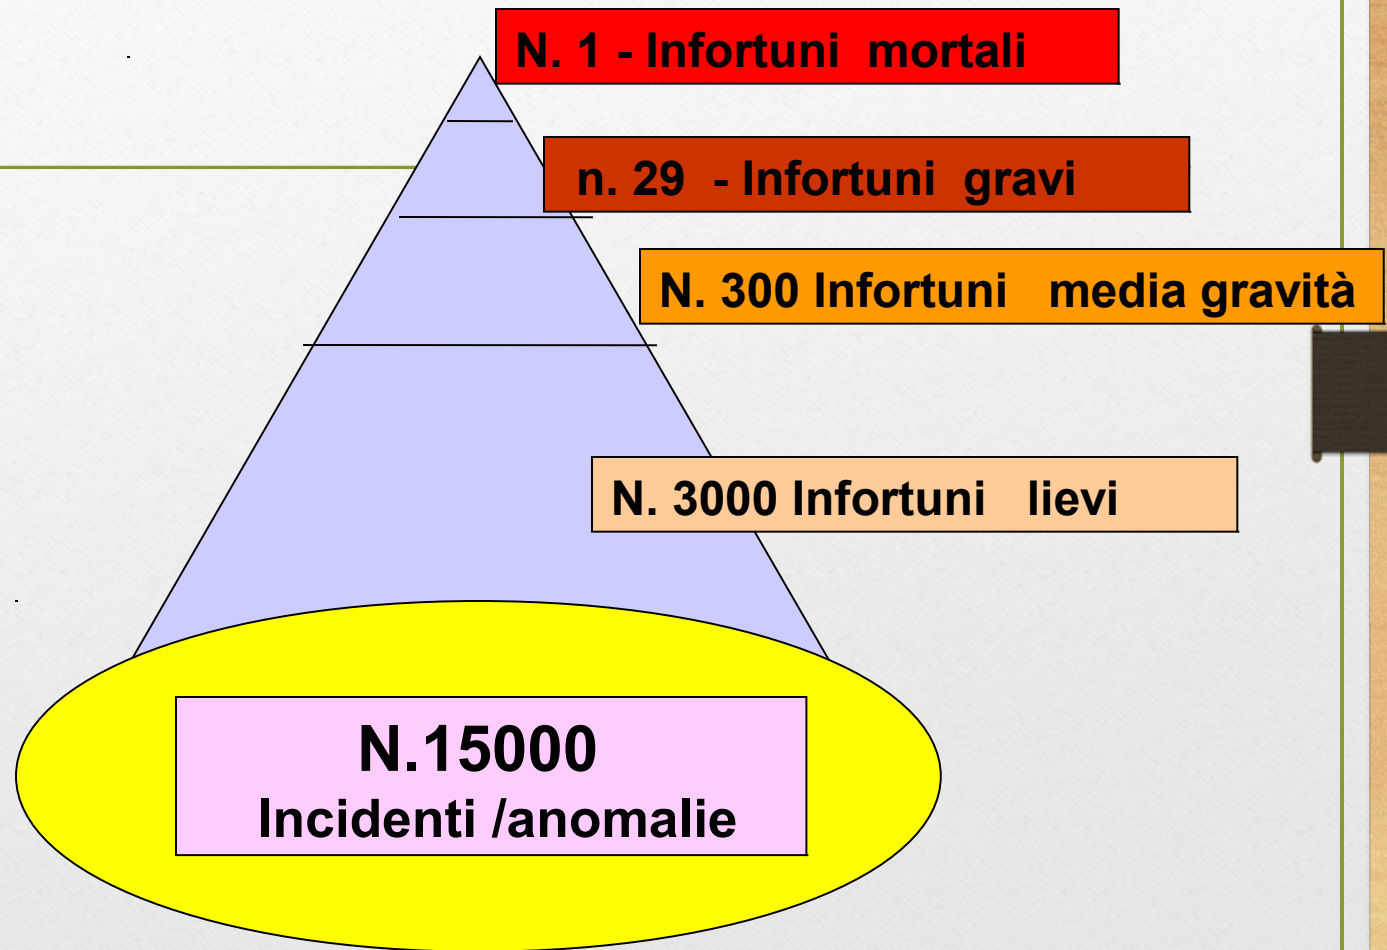 N. 1 - Infortuni mortali
n. 29 - Infortuni gravi
N. 300 Infortuni media gravità
N. 3000 Infortuni lievi
N.15000
Incidenti /anomalie